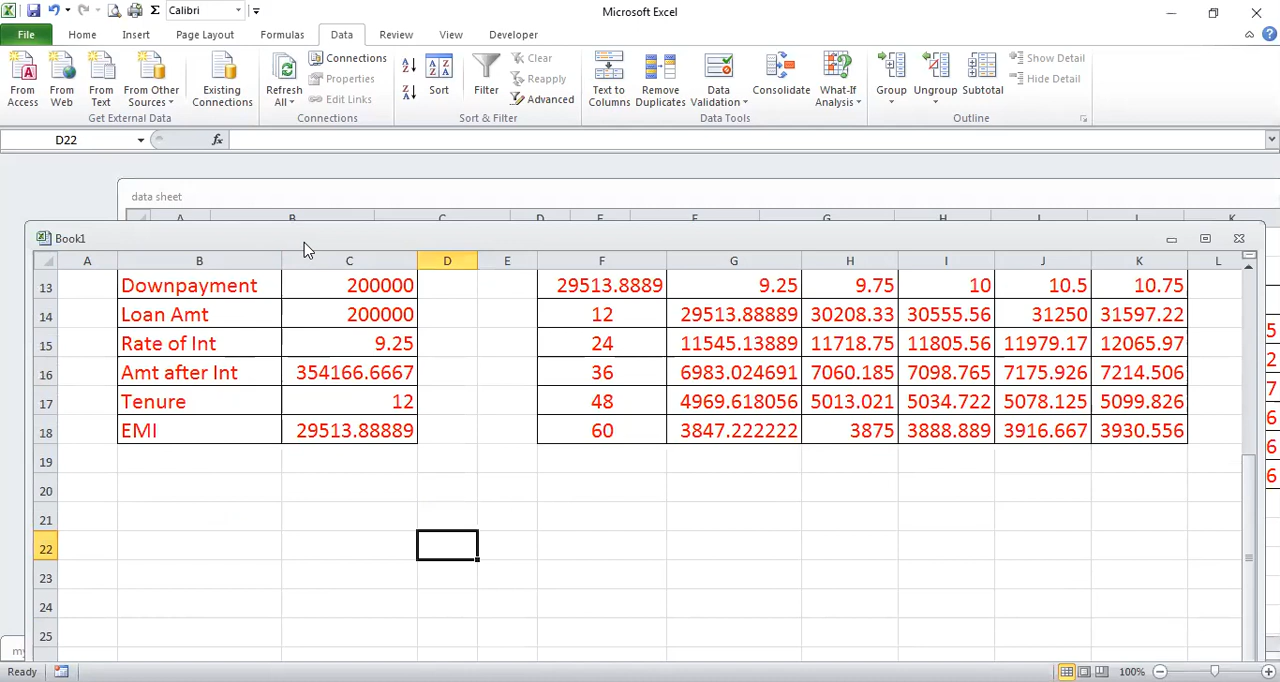 Calibri
Microsoft Excel
File Home Insert Page Layout Formulas Data Review View Developer
From Access
From Web
From Text
From Other Sources
Existing Connections
Refresh All
Connections
Properties
Edit Links
Sort
Filter
Clear
Reapply
Advanced
Text to Columns
Remove Duplicates
Data Validation
Consolidate
What-If Analysis
Group
Ungroup
Subtotal
Show Detail
Hide Detail
Get External Data Connections Sort & Filter Data Tools Outline
D22 fx
data sheet
A B C D E F G H I J K
Book1
A B C D E F G H I J K L
13 Downpayment 200000 29513.8889 9.25 9.75 10 10.5 10.75
14 Loan Amt 200000 12 29513.88889 30208.33 30555.56 31250 31597.22
15 Rate of Int 9.25 24 11545.13889 11718.75 11805.56 11979.17 12065.97
16 Amt after Int 354166.6667 36 6983.024691 7060.185 7098.765 7175.926 7214.506
17 Tenure 12 48 4969.618056 5013.021 5034.722 5078.125 5099.826
18 EMI 29513.88889 60 3847.222222 3875 3888.889 3916.667 3930.556
19
20
21
22
23
24
25
5
2
7
6
6
6
my
Ready 100%